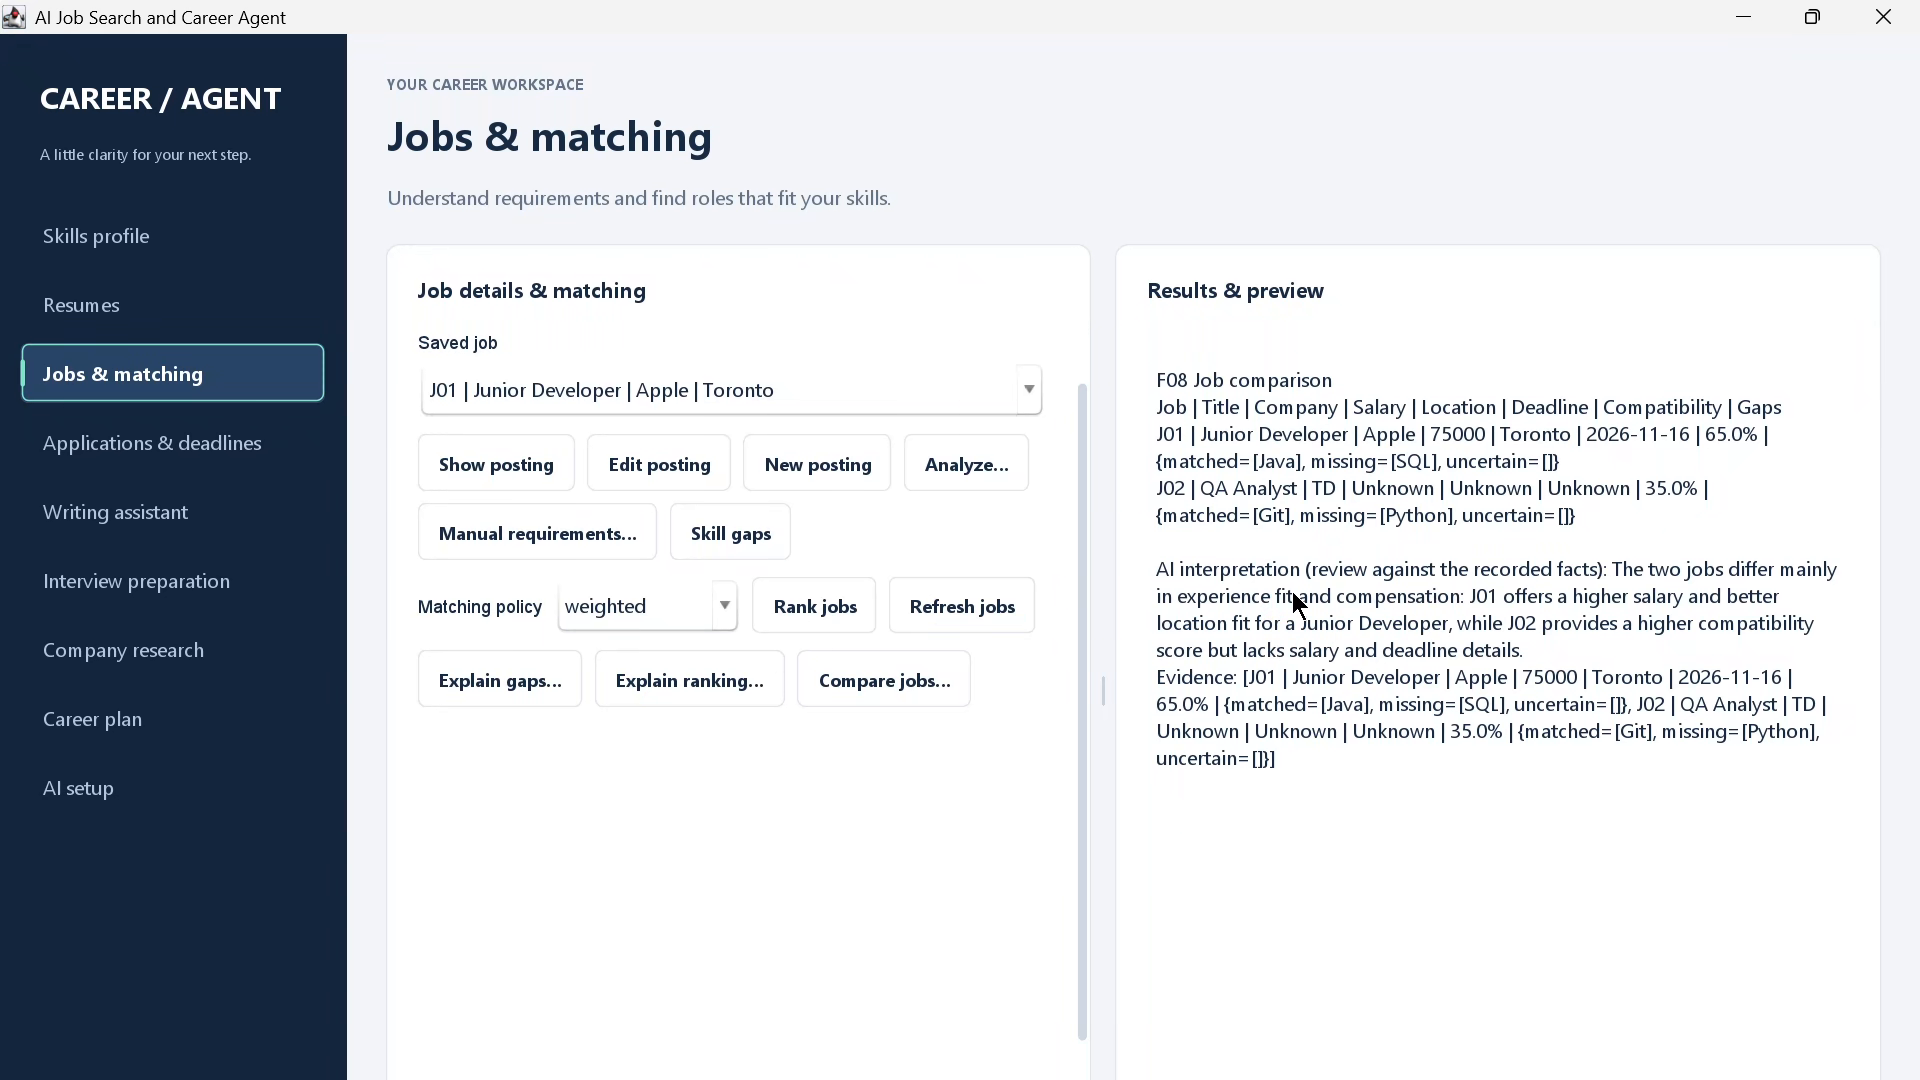 AI Job Search and Career Agent
CAREER / AGENT
A little clarity for your next step.
Skills profile
Resumes
Jobs & matching
Applications & deadlines
Writing assistant
Interview preparation
Company research
Career plan
AI setup
YOUR CAREER WORKSPACE
Jobs & matching
Understand requirements and find roles that fit your skills.
Job details & matching
Saved job
J01 | Junior Developer | Apple | Toronto
Show posting
Edit posting
New posting
Analyze...
Manual requirements...
Skill gaps
Matching policy
weighted
Rank jobs
Refresh jobs
Explain gaps...
Explain ranking...
Compare jobs...
Results & preview
F08 Job comparison
Job | Title | Company | Salary | Location | Deadline | Compatibility | Gaps
J01 | Junior Developer | Apple | 75000 | Toronto | 2026-11-16 | 65.0% |
{matched=[Java], missing=[SQL], uncertain=[]}
J02 | QA Analyst | TD | Unknown | Unknown | Unknown | 35.0% |
{matched=[Git], missing=[Python], uncertain=[]}
AI interpretation (review against the recorded facts): The two jobs differ mainly
in experience fit and compensation: J01 offers a higher salary and better
location fit for a Junior Developer, while J02 provides a higher compatibility
score but lacks salary and deadline details.
Evidence: [J01 | Junior Developer | Apple | 75000 | Toronto | 2026-11-16 |
65.0% | {matched=[Java], missing=[SQL], uncertain=[]}, J02 | QA Analyst | TD |
Unknown | Unknown | Unknown | 35.0% | {matched=[Git], missing=[Python],
uncertain=[]}]